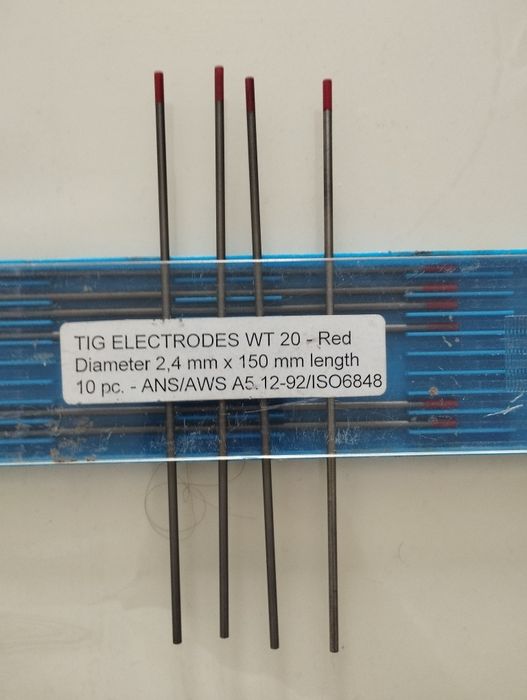 TIG ELECTRODES WT 20 - Red
Diameter 2,4 mm x 150 mm length
10 pc. - ANS/AWS A5.12-92/ISO6848